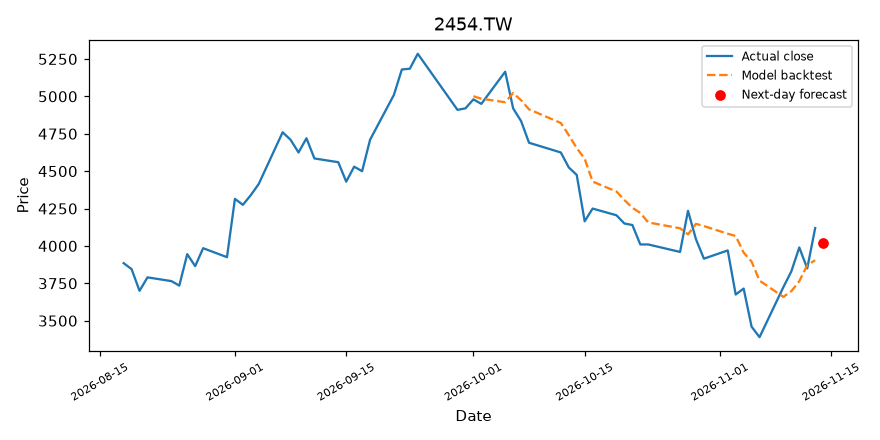 2454.TW
Actual close
Model backtest
Next-day forecast
Price
5250
5000
4750
4500
4250
4000
3750
3500
2026-08-15
2026-09-01
2026-09-15
2026-10-01
2026-10-15
2026-11-01
2026-11-15
Date